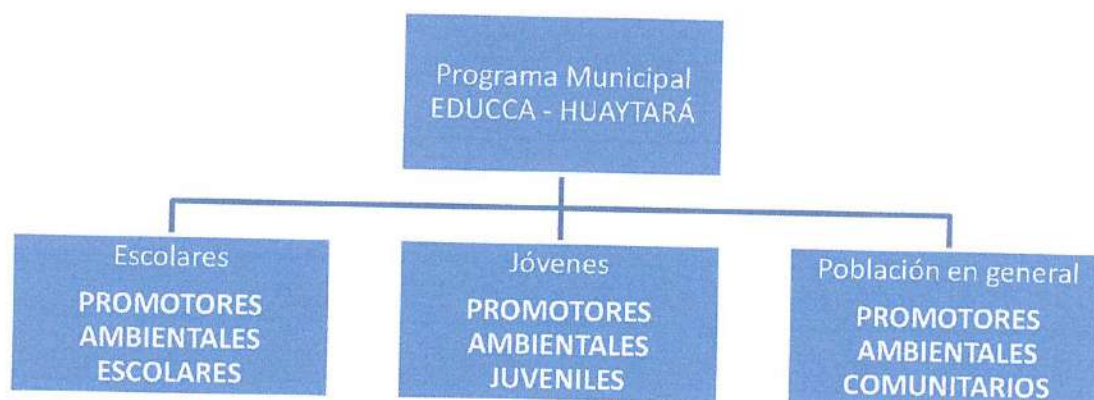 Programa Municipal
EDUCCA - HUAYTARÁ
Escolares
PROMOTORES
AMBIENTALES
ESCOLARES
Jóvenes
PROMOTORES
AMBIENTALES
JUVENILES
Población en general
PROMOTORES
AMBIENTALES
COMUNITARIOS